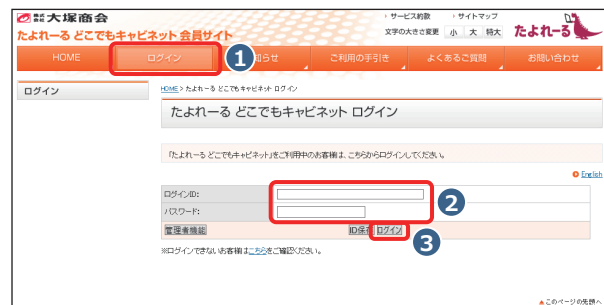 株式会社 大塚商会
サービス約款 サイトマップ
たよれーる どこでもキャビネット 会員サイト
文字の大きさ変更 小 大 特大
たよれーる
HOME ログイン 知らせ ご利用の手引き よくあるご質問 お問い合わせ
1
ログイン
HOME > たよれーる どこでもキャビネット ログイン
たよれーる どこでもキャビネット ログイン
「たよれーる どこでもキャビネット」をご利用中のお客様は、こちらからログインしてください。
English
ログインID:
パスワード:
2
管理者機能 ID保存 ログイン
3
※ログインできないお客様はこちらをご確認ください。
▲このページの先頭へ